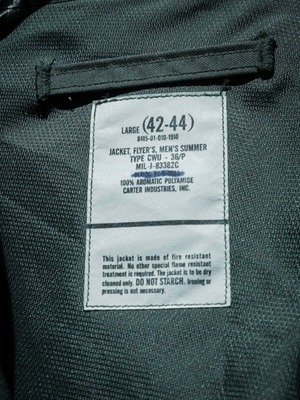 LARGE (42-44)
8415-01-010-1910
JACKET, FLYER'S, MEN'S SUMMER
TYPE CWU - 36/P
MIL-J-83382C
100% AROMATIC POLYAMIDE
CARTER INDUSTRIES, INC.
This jacket is made of fire resistant
material. No other special flame resistant
treatment is required. The jacket is to be dry
cleaned only. DO NOT STARCH. Ironing or
pressing is not necessary.